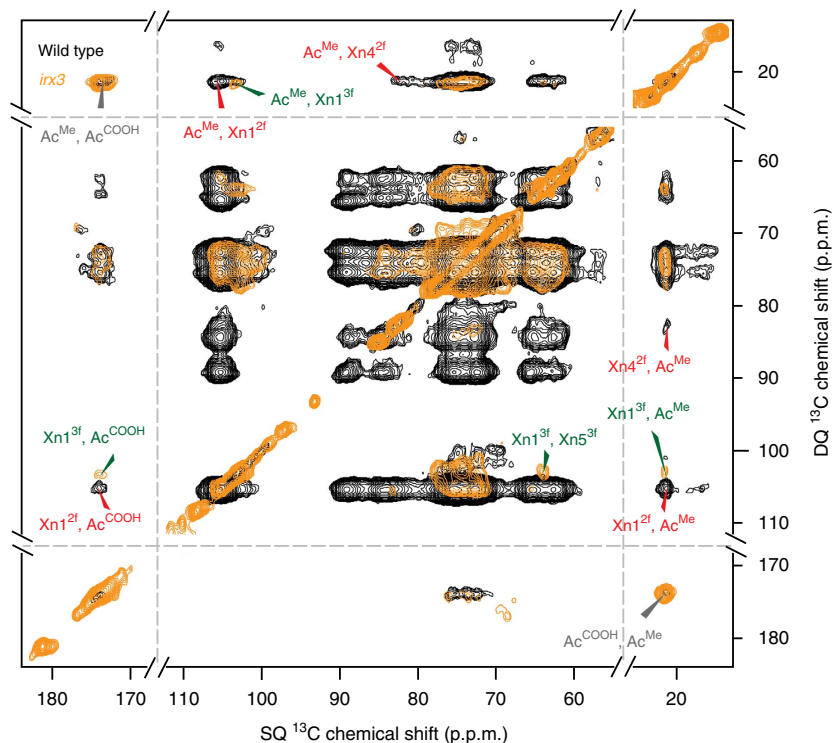 Wild type
irx3
Ac^Me, Xn4^2f
Ac^Me, Xn1^3f
Ac^Me, Ac^COOH
Ac^Me, Xn1^2f
20
60
70
80
90
100
110
170
180
DQ ^13C chemical shift (p.p.m.)
Xn4^2f, Ac^Me
Xn1^3f, Ac^COOH
Xn1^3f, Xn5^3f
Xn1^3f, Ac^Me
Xn1^2f, Ac^COOH
Xn1^2f, Ac^Me
Ac^COOH, Ac^Me
180 170 110 100 90 80 70 60 20
SQ ^13C chemical shift (p.p.m.)